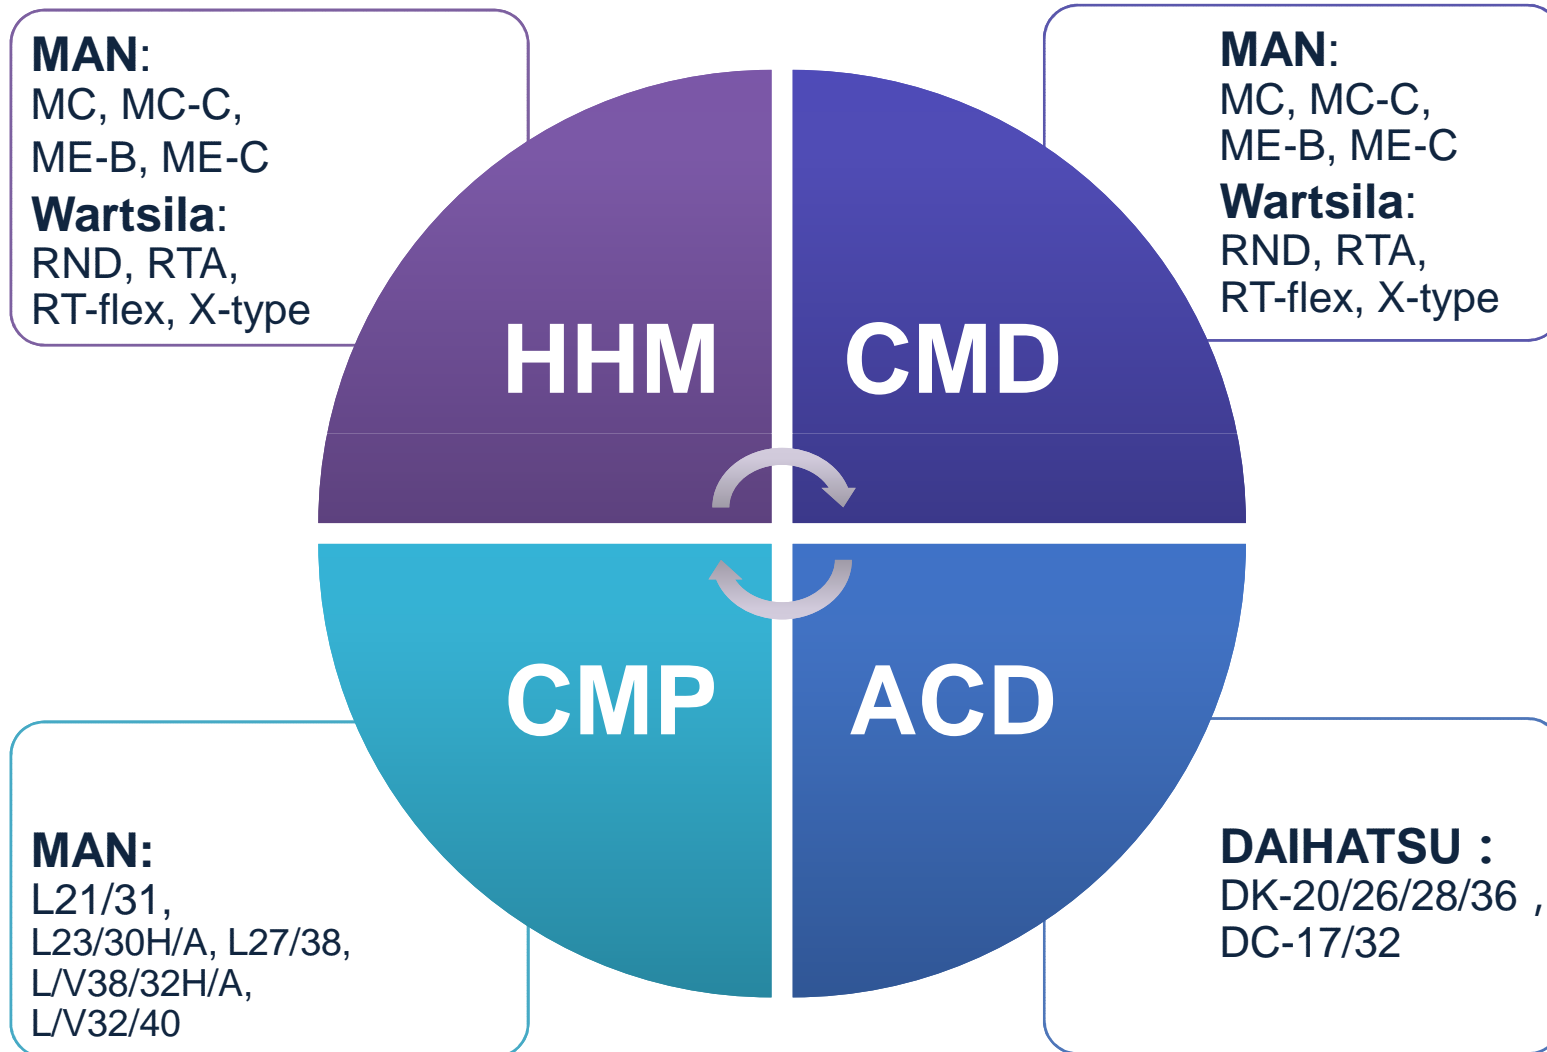 MAN:
MC, MC-C,
ME-B, ME-C
Wartsila:
RND, RTA,
RT-flex, X-type
MAN:
MC, MC-C,
ME-B, ME-C
Wartsila:
RND, RTA,
RT-flex, X-type
HHM
CMD
CMP
ACD
MAN:
L21/31,
L23/30H/A, L27/38,
L/V38/32H/A,
L/V32/40
DAIHATSU :
DK-20/26/28/36 ,
DC-17/32